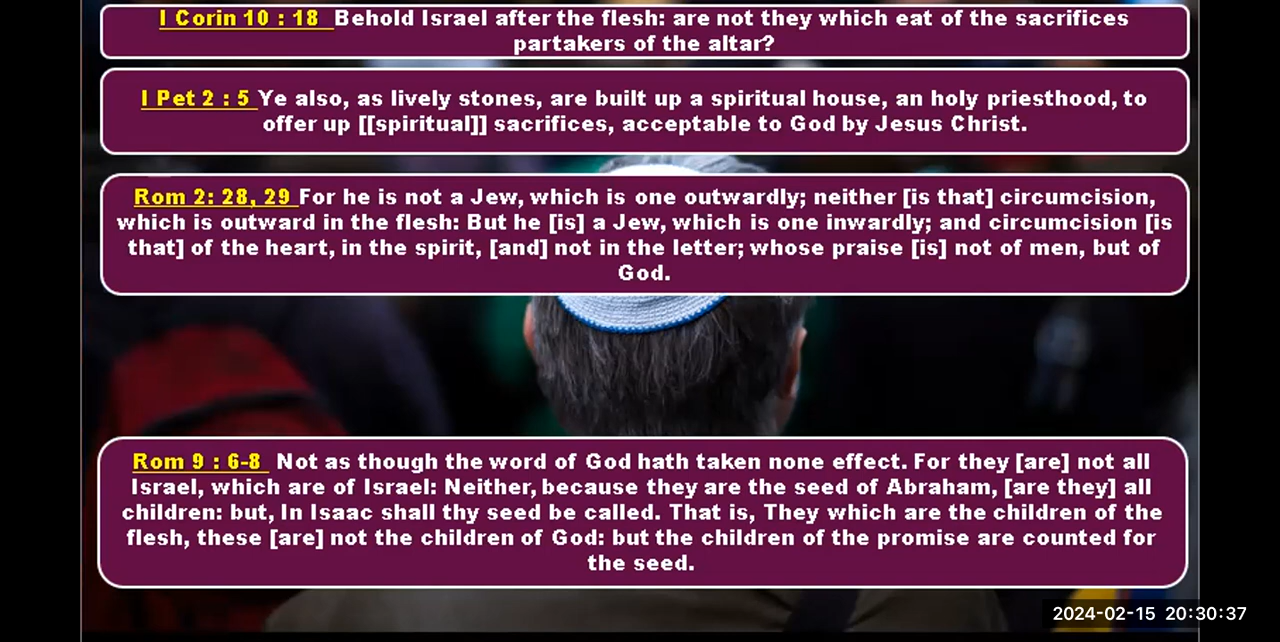 I Corin 10 : 18 Behold Israel after the flesh: are not they which eat of the sacrifices
partakers of the altar?
I Pet 2 : 5 Ye also, as lively stones, are built up a spiritual house, an holy priesthood, to
offer up [[spiritual]] sacrifices, acceptable to God by Jesus Christ.
Rom 2: 28, 29 For he is not a Jew, which is one outwardly; neither [is that] circumcision,
which is outward in the flesh: But he [is] a Jew, which is one inwardly; and circumcision [is
that] of the heart, in the spirit, [and] not in the letter; whose praise [is] not of men, but of
God.
Rom 9 : 6-8 Not as though the word of God hath taken none effect. For they [are] not all
Israel, which are of Israel: Neither, because they are the seed of Abraham, [are they] all
children: but, In Isaac shall thy seed be called. That is, They which are the children of the
flesh, these [are] not the children of God: but the children of the promise are counted for
the seed.
2024-02-15 20:30:37